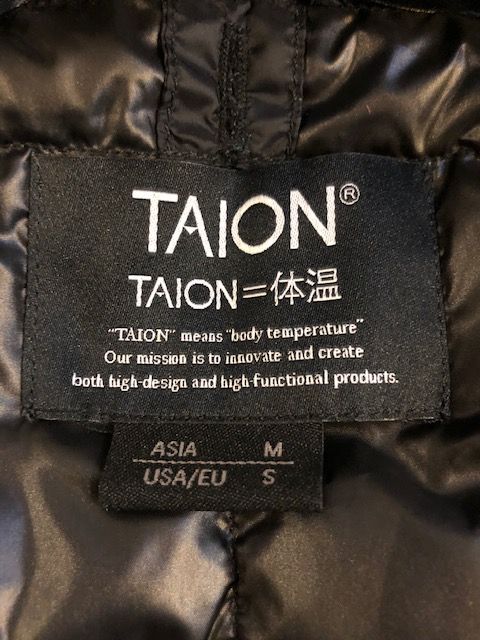 TAION®
TAION=体温
"TAION" means "body temperature"
Our mission is to innovate and create
both high-design and high-functional products.
ASIA M
USA/EU S